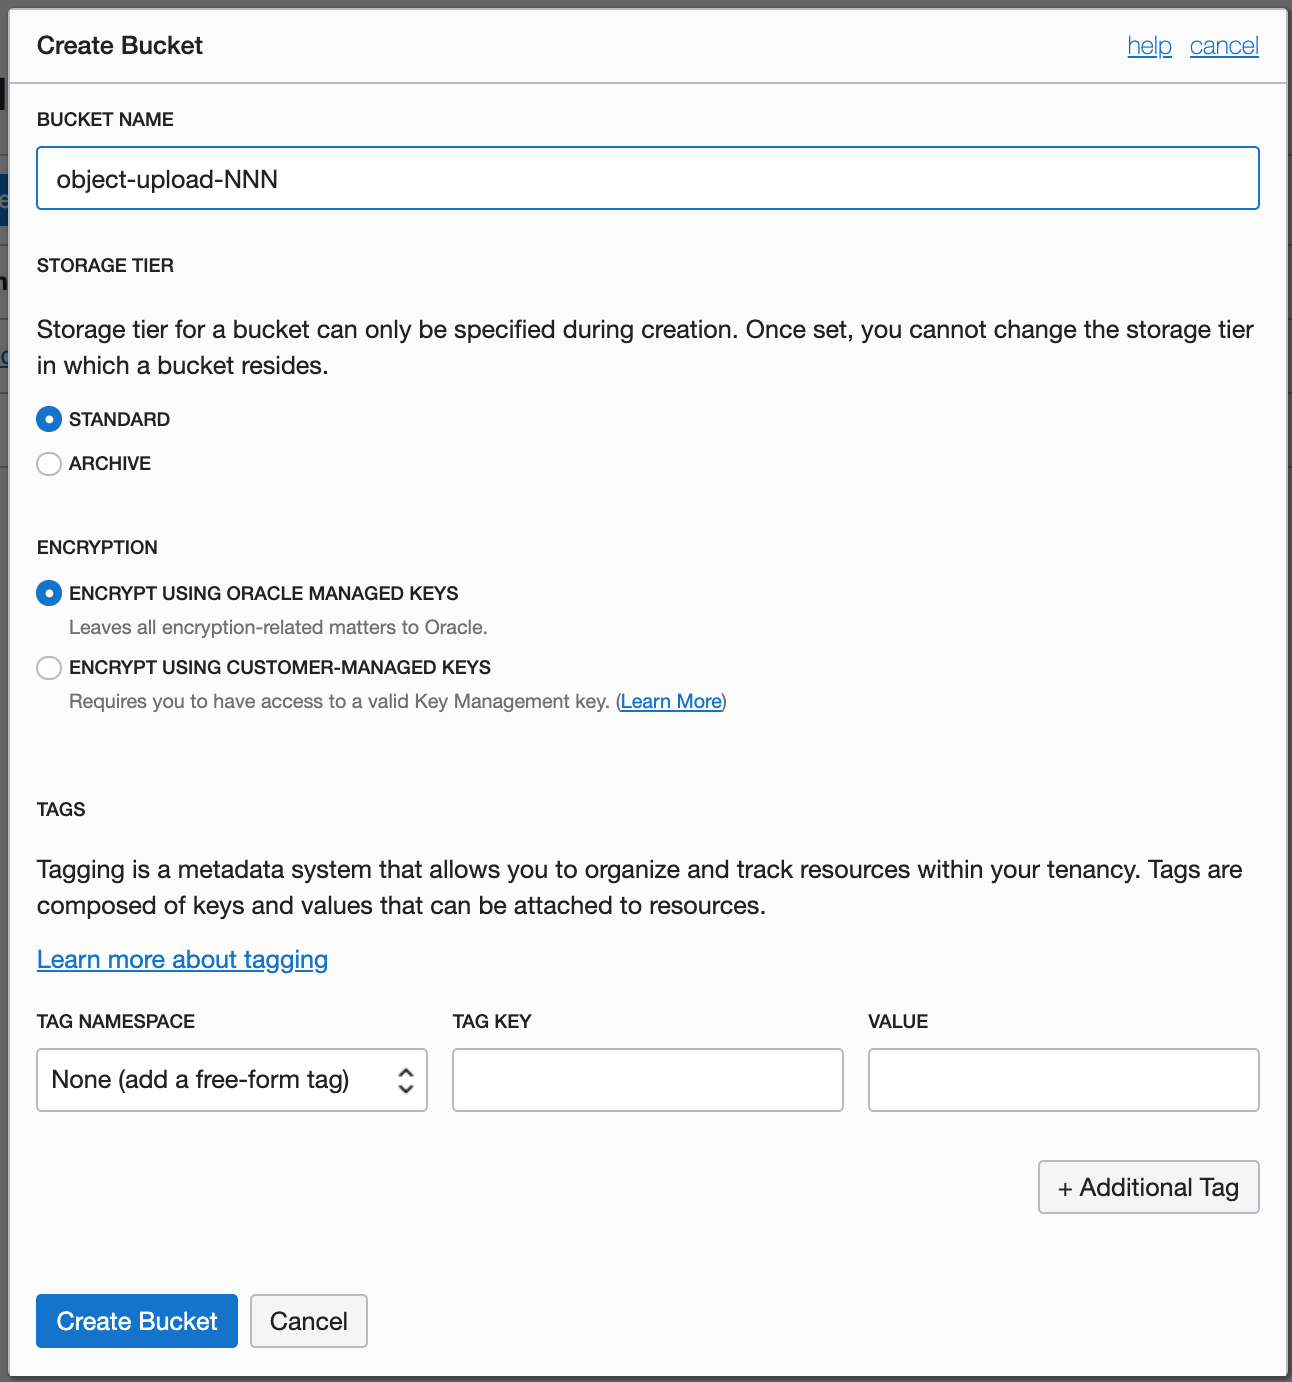 Create Bucket
help cancel
BUCKET NAME
object-upload-NNN
STORAGE TIER
Storage tier for a bucket can only be specified during creation. Once set, you cannot change the storage tier
in which a bucket resides.
STANDARD
ARCHIVE
ENCRYPTION
ENCRYPT USING ORACLE MANAGED KEYS
Leaves all encryption-related matters to Oracle.
ENCRYPT USING CUSTOMER-MANAGED KEYS
Requires you to have access to a valid Key Management key. (Learn More)
TAGS
Tagging is a metadata system that allows you to organize and track resources within your tenancy. Tags are
composed of keys and values that can be attached to resources.
Learn more about tagging
TAG NAMESPACE TAG KEY VALUE
None (add a free-form tag)
+ Additional Tag
Create Bucket Cancel